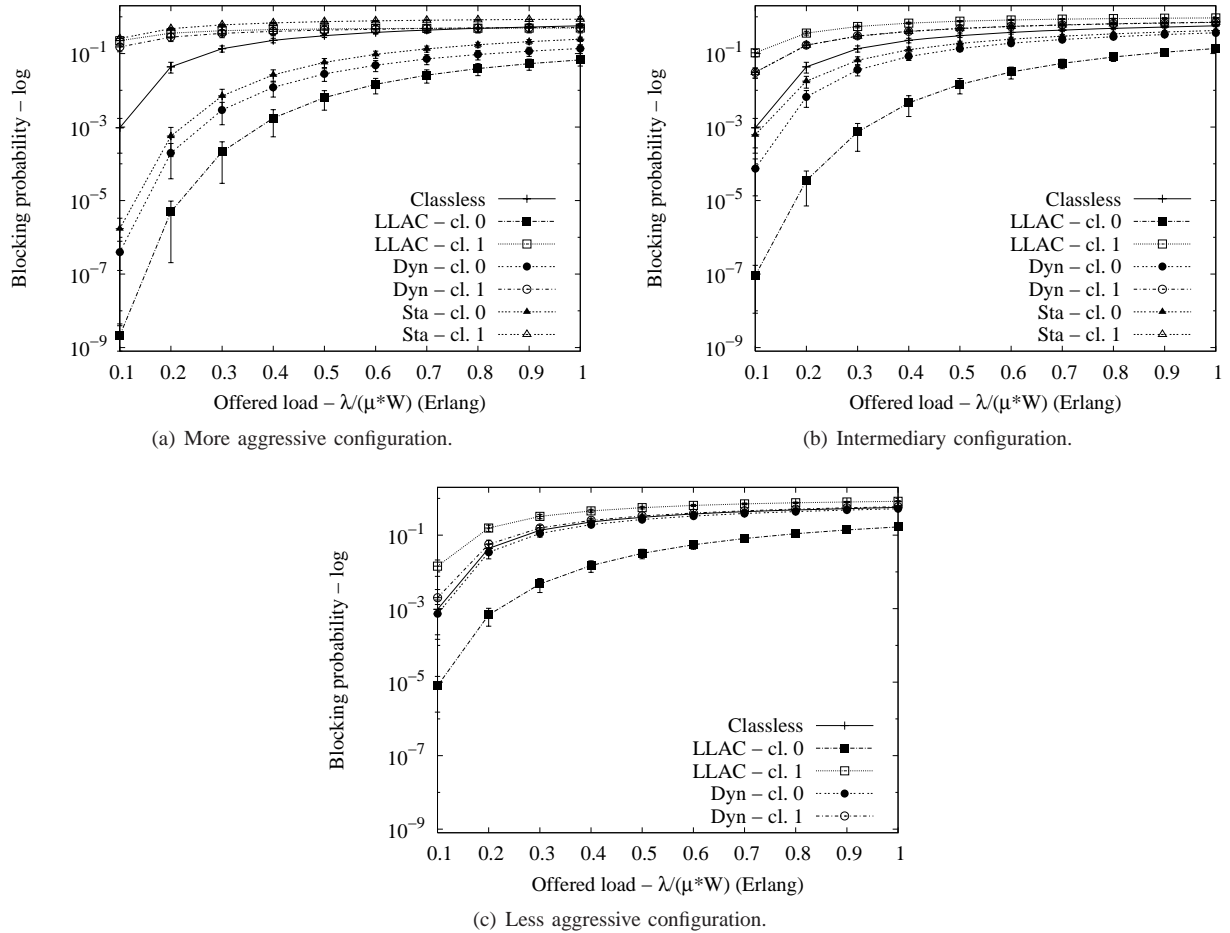 Blocking probability – log
10⁻¹
10⁻³
10⁻⁵
10⁻⁷
10⁻⁹
Classless
LLAC – cl. 0
LLAC – cl. 1
Dyn – cl. 0
Dyn – cl. 1
Sta – cl. 0
Sta – cl. 1
0.1 0.2 0.3 0.4 0.5 0.6 0.7 0.8 0.9 1
Offered load – λ/(μ*W) (Erlang)
(a) More aggressive configuration.
Blocking probability – log
10⁻¹
10⁻³
10⁻⁵
10⁻⁷
10⁻⁹
Classless
LLAC – cl. 0
LLAC – cl. 1
Dyn – cl. 0
Dyn – cl. 1
Sta – cl. 0
Sta – cl. 1
0.1 0.2 0.3 0.4 0.5 0.6 0.7 0.8 0.9 1
Offered load – λ/(μ*W) (Erlang)
(b) Intermediary configuration.
Blocking probability – log
10⁻¹
10⁻³
10⁻⁵
10⁻⁷
10⁻⁹
Classless
LLAC – cl. 0
LLAC – cl. 1
Dyn – cl. 0
Dyn – cl. 1
0.1 0.2 0.3 0.4 0.5 0.6 0.7 0.8 0.9 1
Offered load – λ/(μ*W) (Erlang)
(c) Less aggressive configuration.